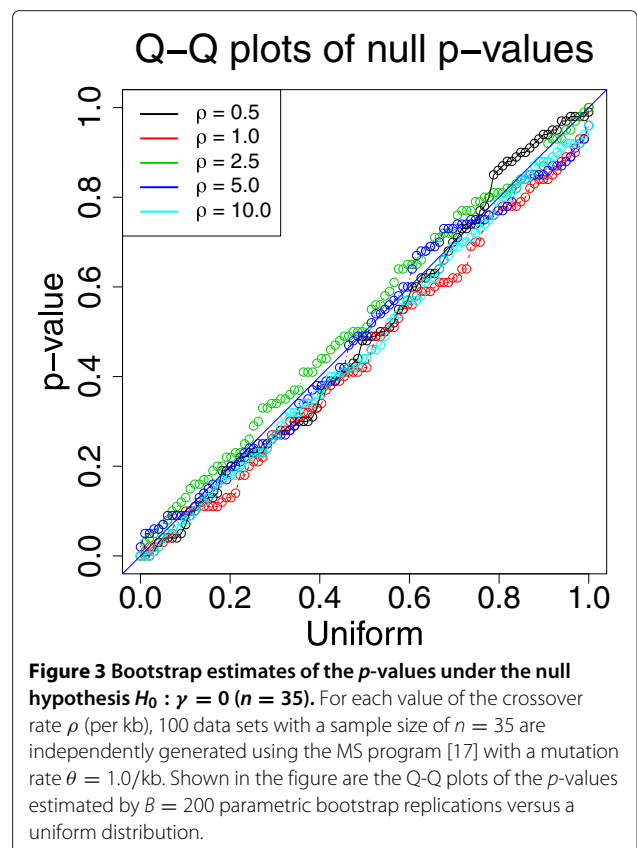 Q−Q plots of null p−values
ρ = 0.5
ρ = 1.0
ρ = 2.5
ρ = 5.0
ρ = 10.0
p−value
1.0
0.8
0.6
0.4
0.2
0.0
0.0 0.2 0.4 0.6 0.8 1.0
Uniform
Figure 3 Bootstrap estimates of the p-values under the null
hypothesis H₀ : γ = 0 (n = 35). For each value of the crossover
rate ρ (per kb), 100 data sets with a sample size of n = 35 are
independently generated using the MS program [17] with a mutation
rate θ = 1.0/kb. Shown in the figure are the Q-Q plots of the p-values
estimated by B = 200 parametric bootstrap replications versus a
uniform distribution.